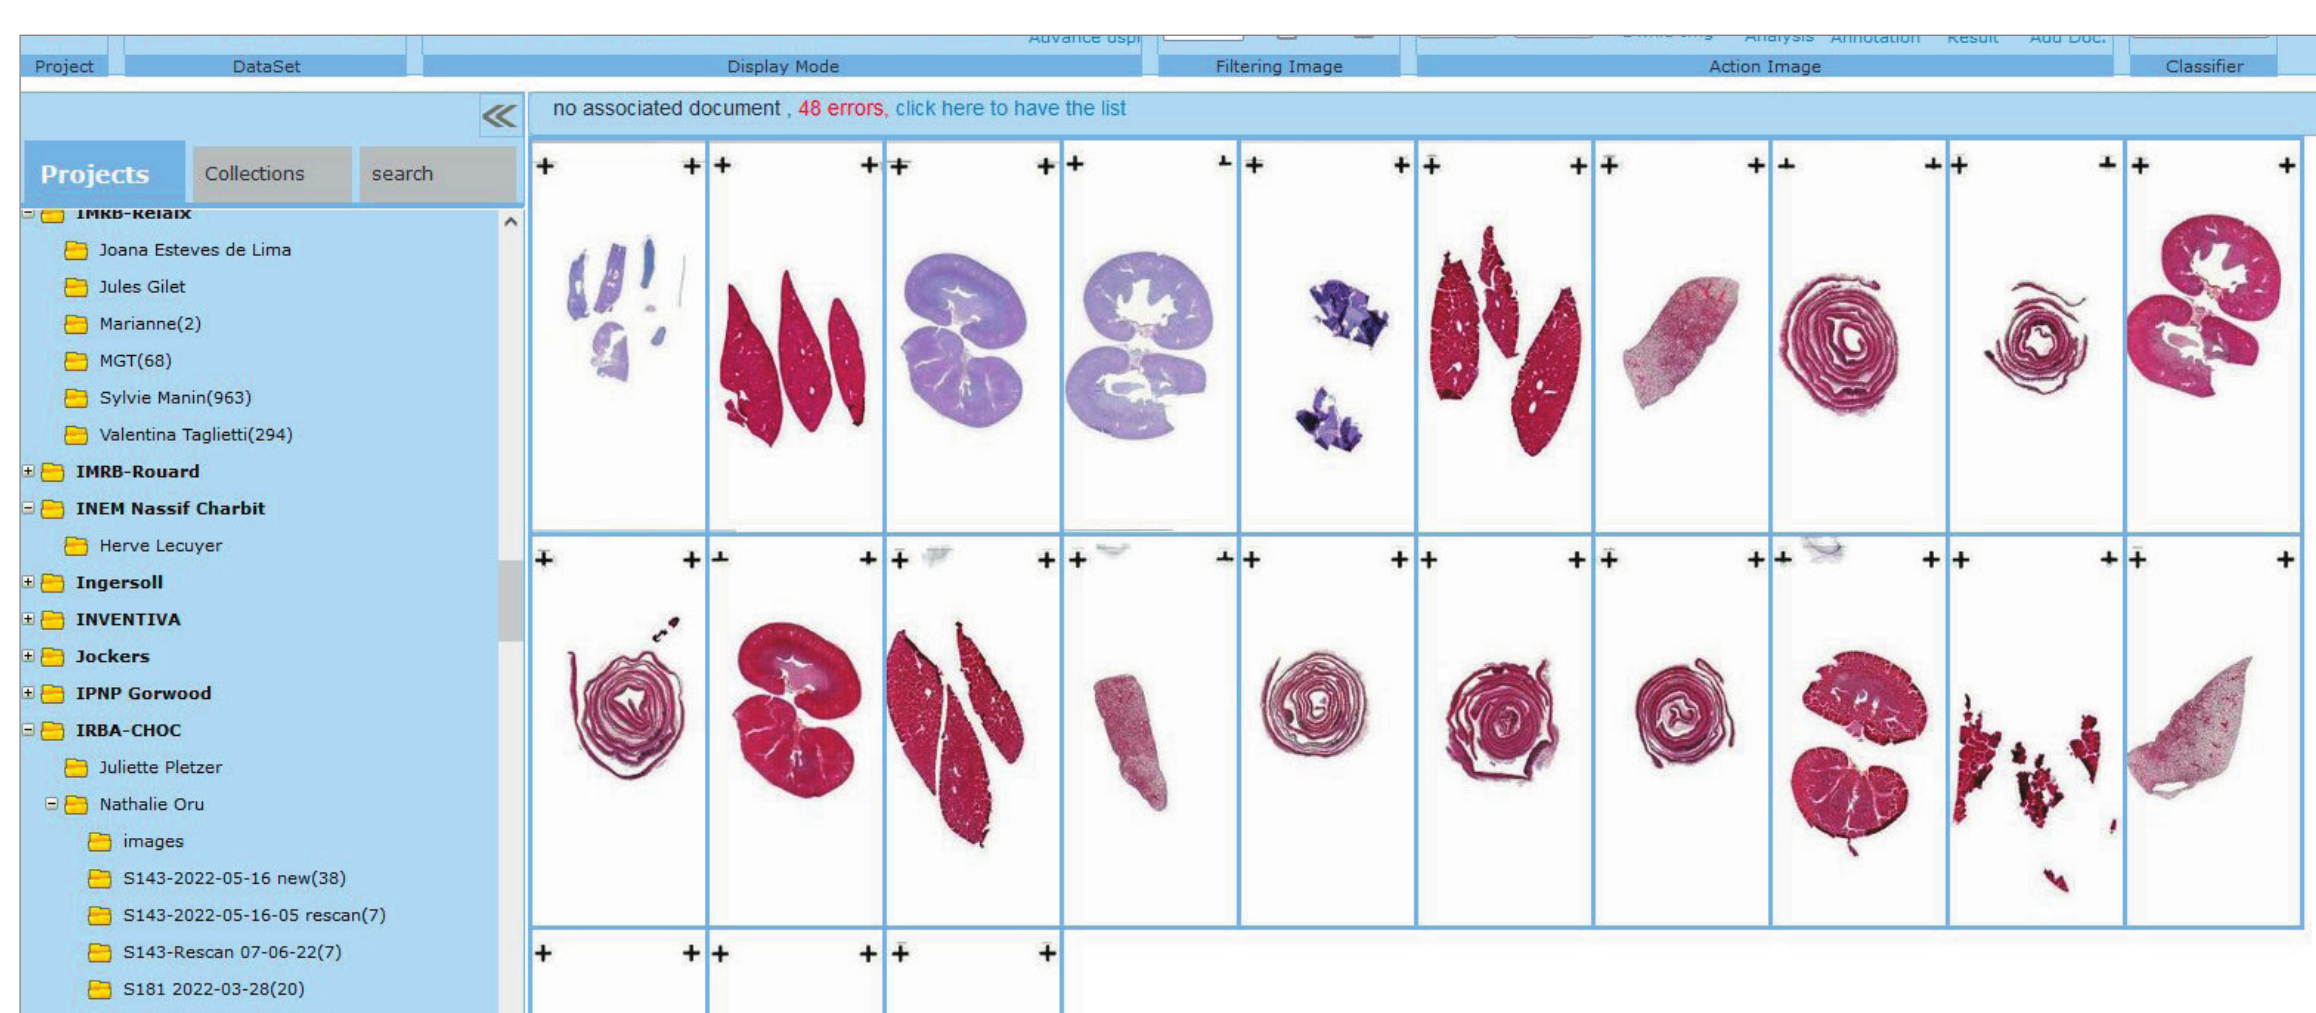 Advance
Analysis Annotation Result Add Doc.
Project DataSet Display Mode Filtering Image Action Image Classifier
no associated document , 48 errors, click here to have the list
Projects Collections search
IMRB-Relaix
Joana Esteves de Lima
Jules Gilet
Marianne(2)
MGT(68)
Sylvie Manin(963)
Valentina Taglietti(294)
IMRB-Rouard
INEM Nassif Charbit
Herve Lecuyer
Ingersoll
INVENTIVA
Jockers
IPNP Gorwood
IRBA-CHOC
Juliette Pletzer
Nathalie Oru
images
S143-2022-05-16 new(38)
S143-2022-05-16-05 rescan(7)
S143-Rescan 07-06-22(7)
S181 2022-03-28(20)